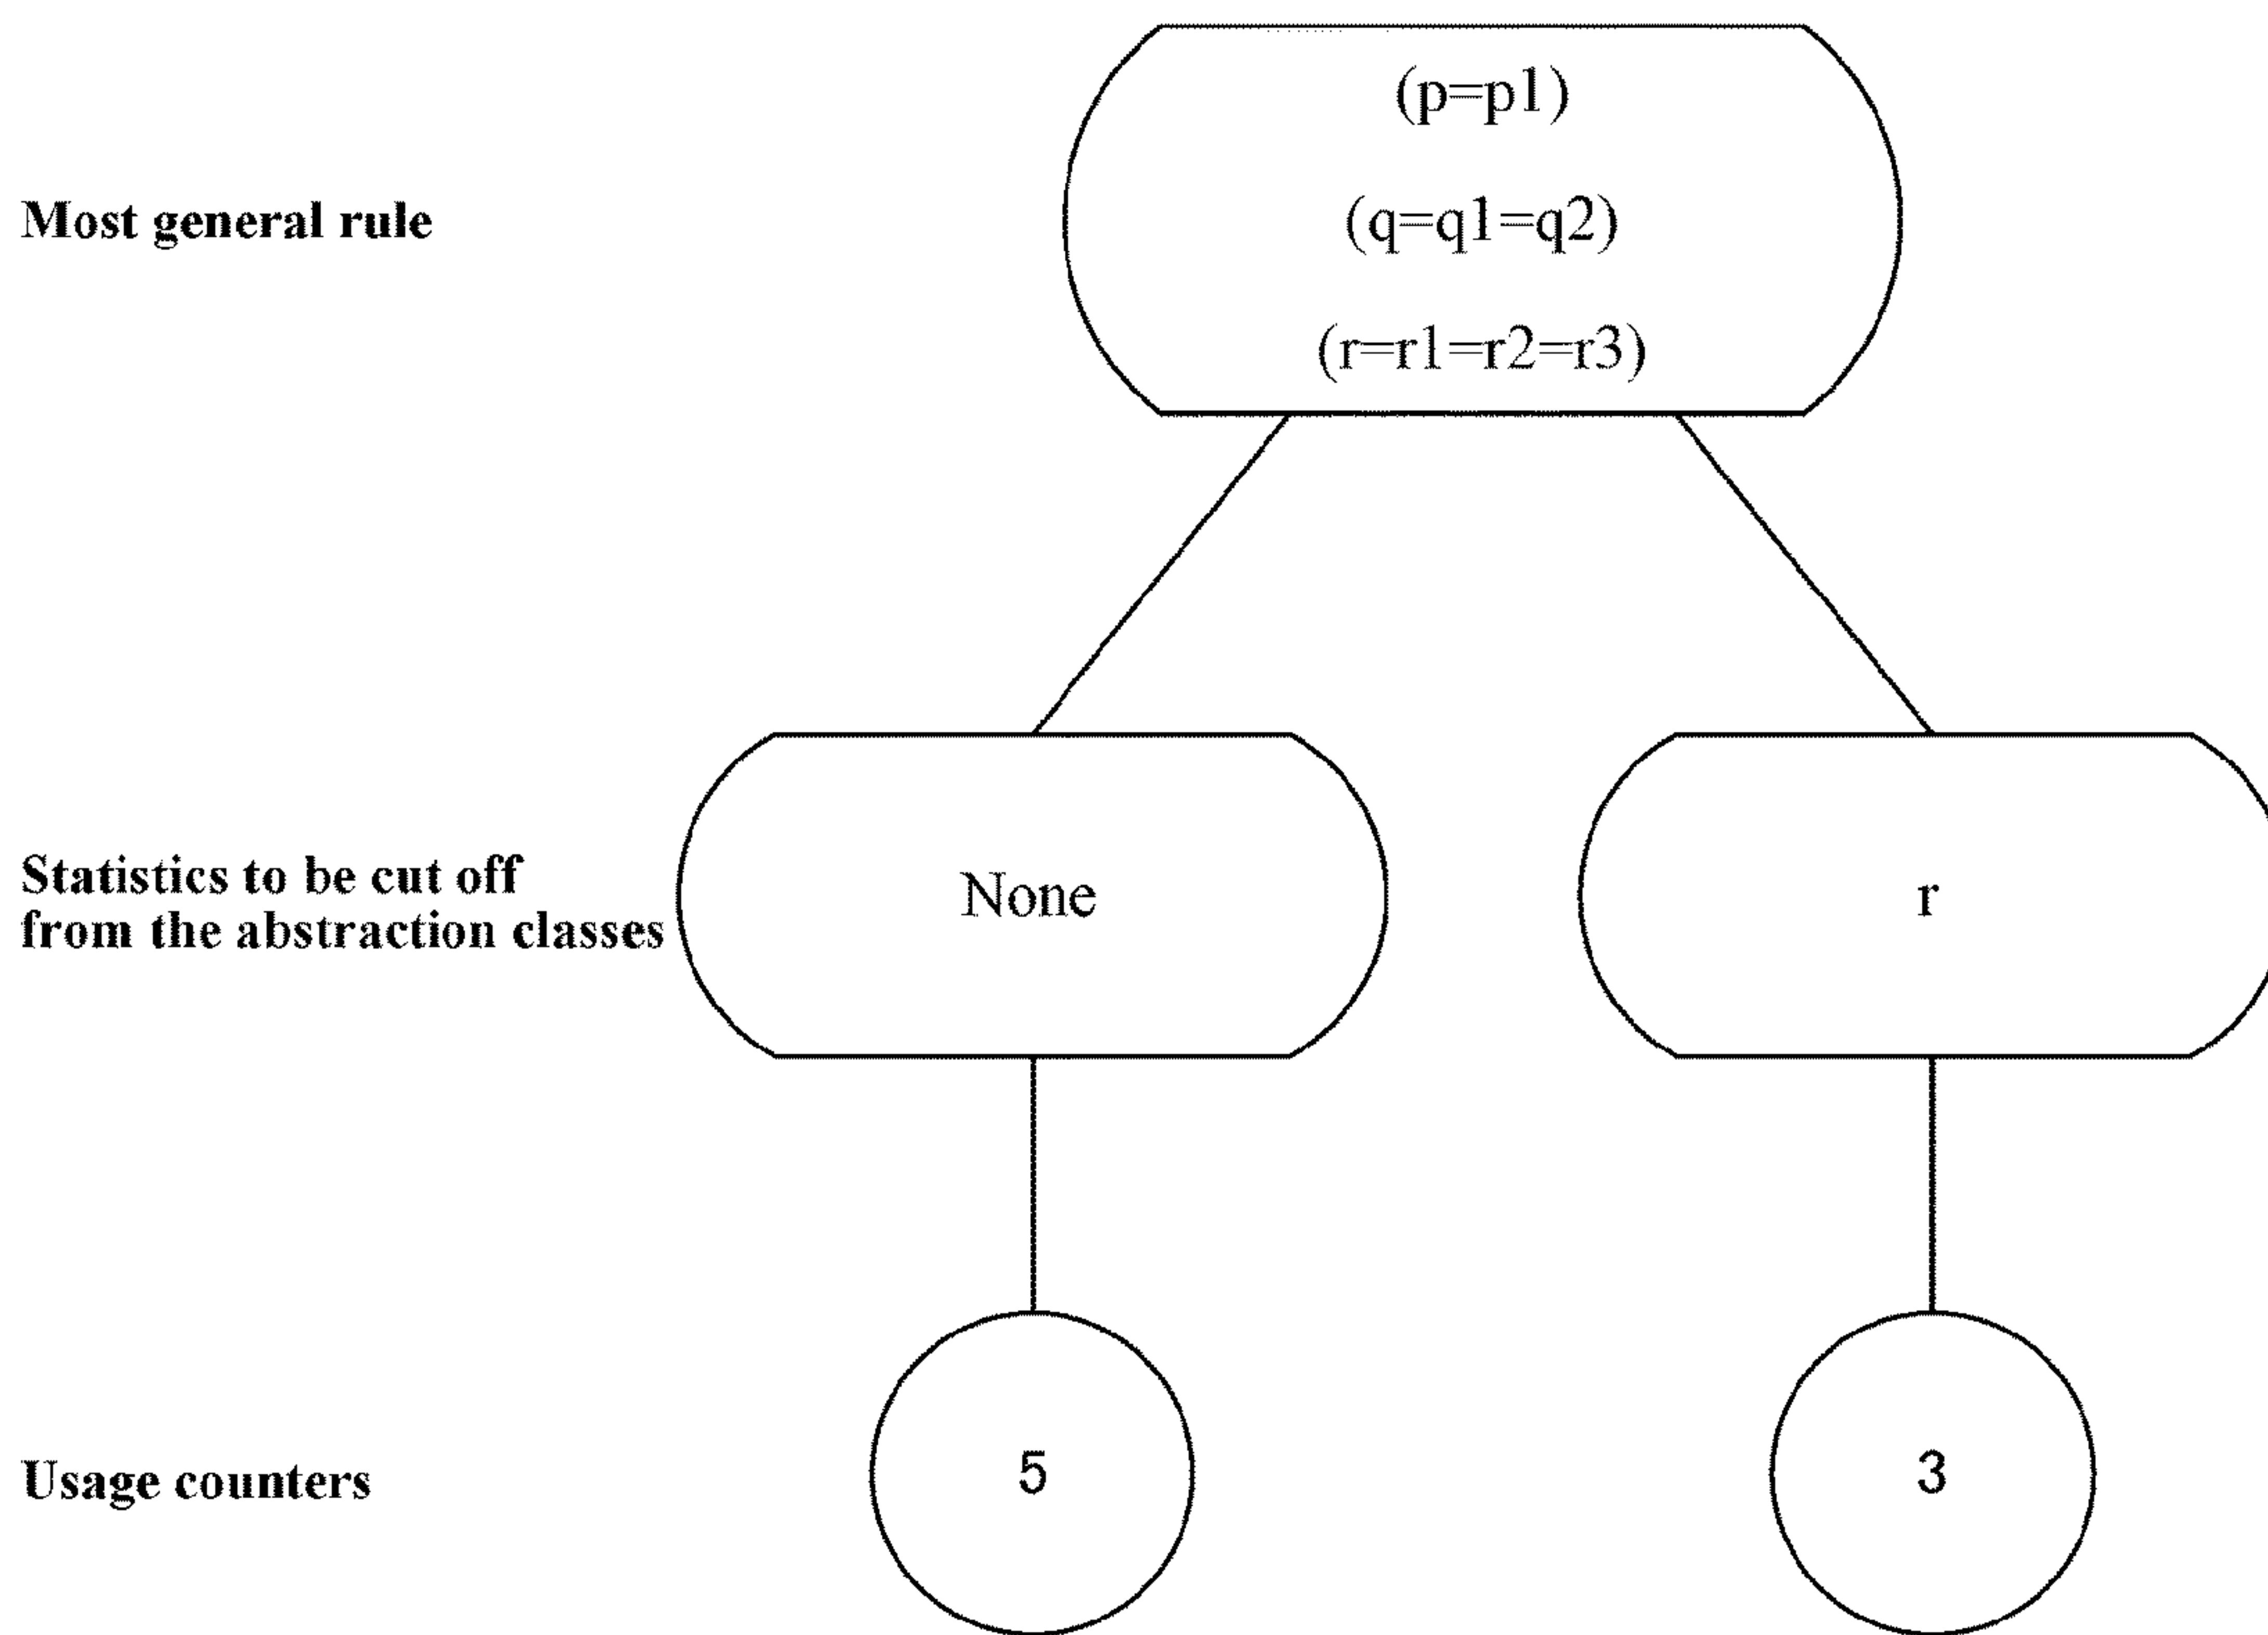 (p=p1)
Most general rule
(q=q1=q2)
(r=r1=r2=r3)
Statistics to be cut off
from the abstraction classes
None
r
Usage counters
5
3